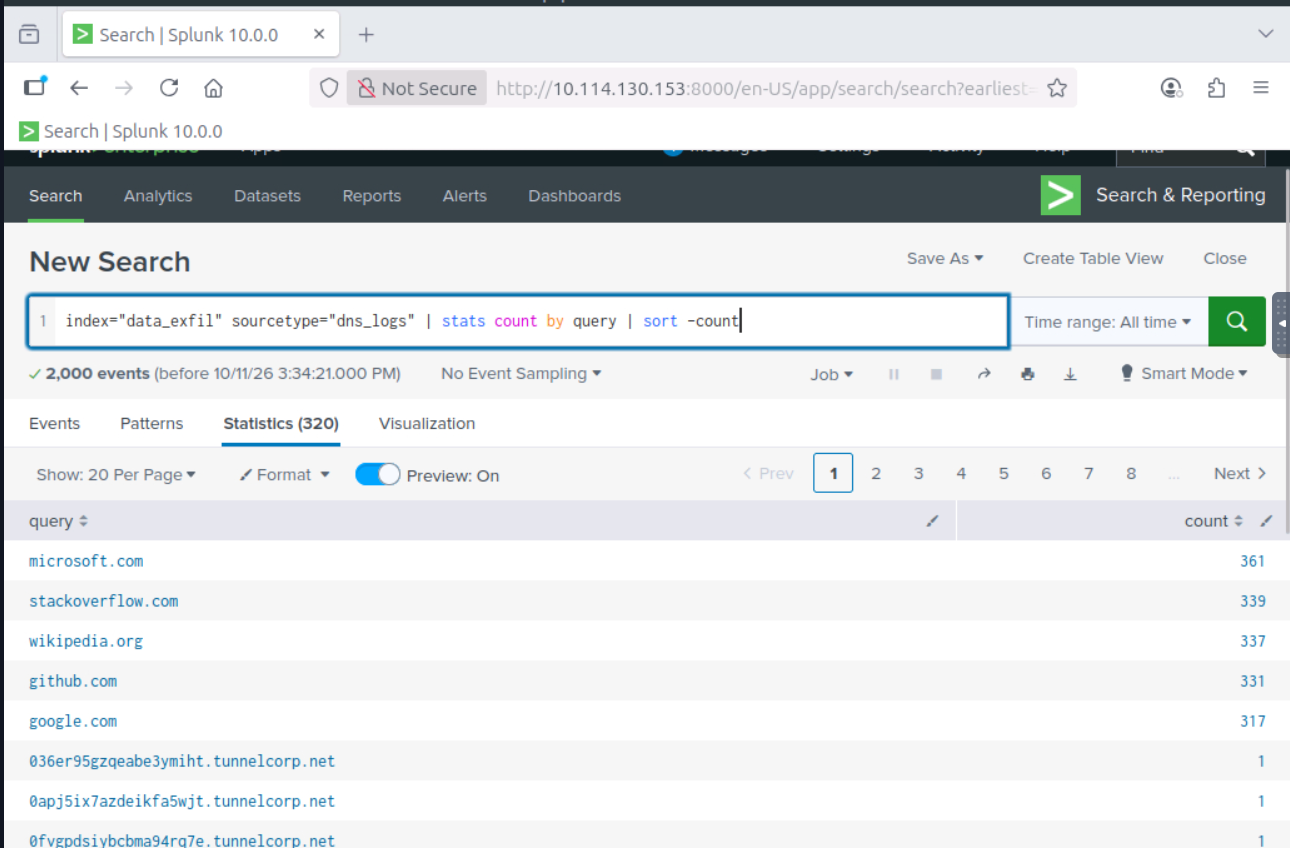 Search | Splunk 10.0.0
Not Secure http://10.114.130.153:8000/en-US/app/search/search?earliest=
Search | Splunk 10.0.0
Search Analytics Datasets Reports Alerts Dashboards Search & Reporting
New Search Save As Create Table View Close
1 index="data_exfil" sourcetype="dns_logs" | stats count by query | sort -count Time range: All time
2,000 events (before 10/11/26 3:34:21.000 PM) No Event Sampling Job Smart Mode
Events Patterns Statistics (320) Visualization
Show: 20 Per Page Format Preview: On < Prev 1 2 3 4 5 6 7 8 ... Next >
query count
microsoft.com 361
stackoverflow.com 339
wikipedia.org 337
github.com 331
google.com 317
036er95gzqeabe3ymiht.tunnelcorp.net 1
0apj5ix7azdeikfa5wjt.tunnelcorp.net 1
0fvgpdsiybcbma94rq7e.tunnelcorp.net 1